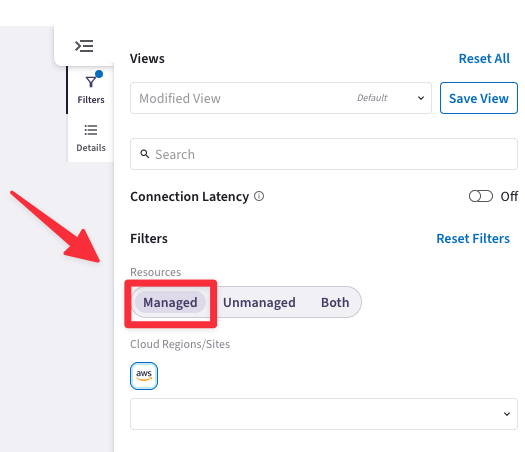 Views
Reset All
Modified View
Default
Save View
Filters
Details
Search
Connection Latency
Off
Filters
Reset Filters
Resources
Managed
Unmanaged
Both
Cloud Regions/Sites
aws